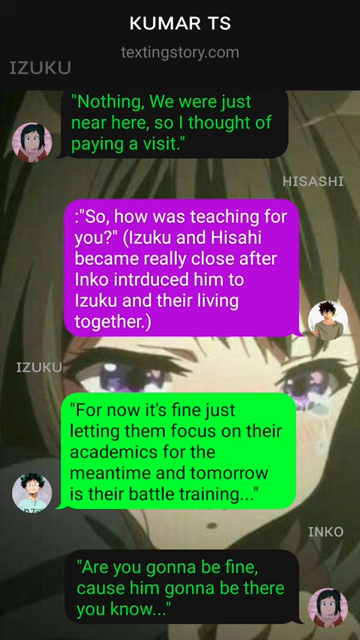 KUMAR TS
textingstory.com
IZUKU
"Nothing, We were just
near here, so I thought of
paying a visit."
HISASHI
:"So, how was teaching for
you?" (Izuku and Hisahi
became really close after
Inko intrduced him to
Izuku and their living
together.)
IZUKU
"For now it's fine just
letting them focus on their
academics for the
meantime and tomorrow
is their battle training..."
INKO
"Are you gonna be fine,
cause him gonna be there
you know..."